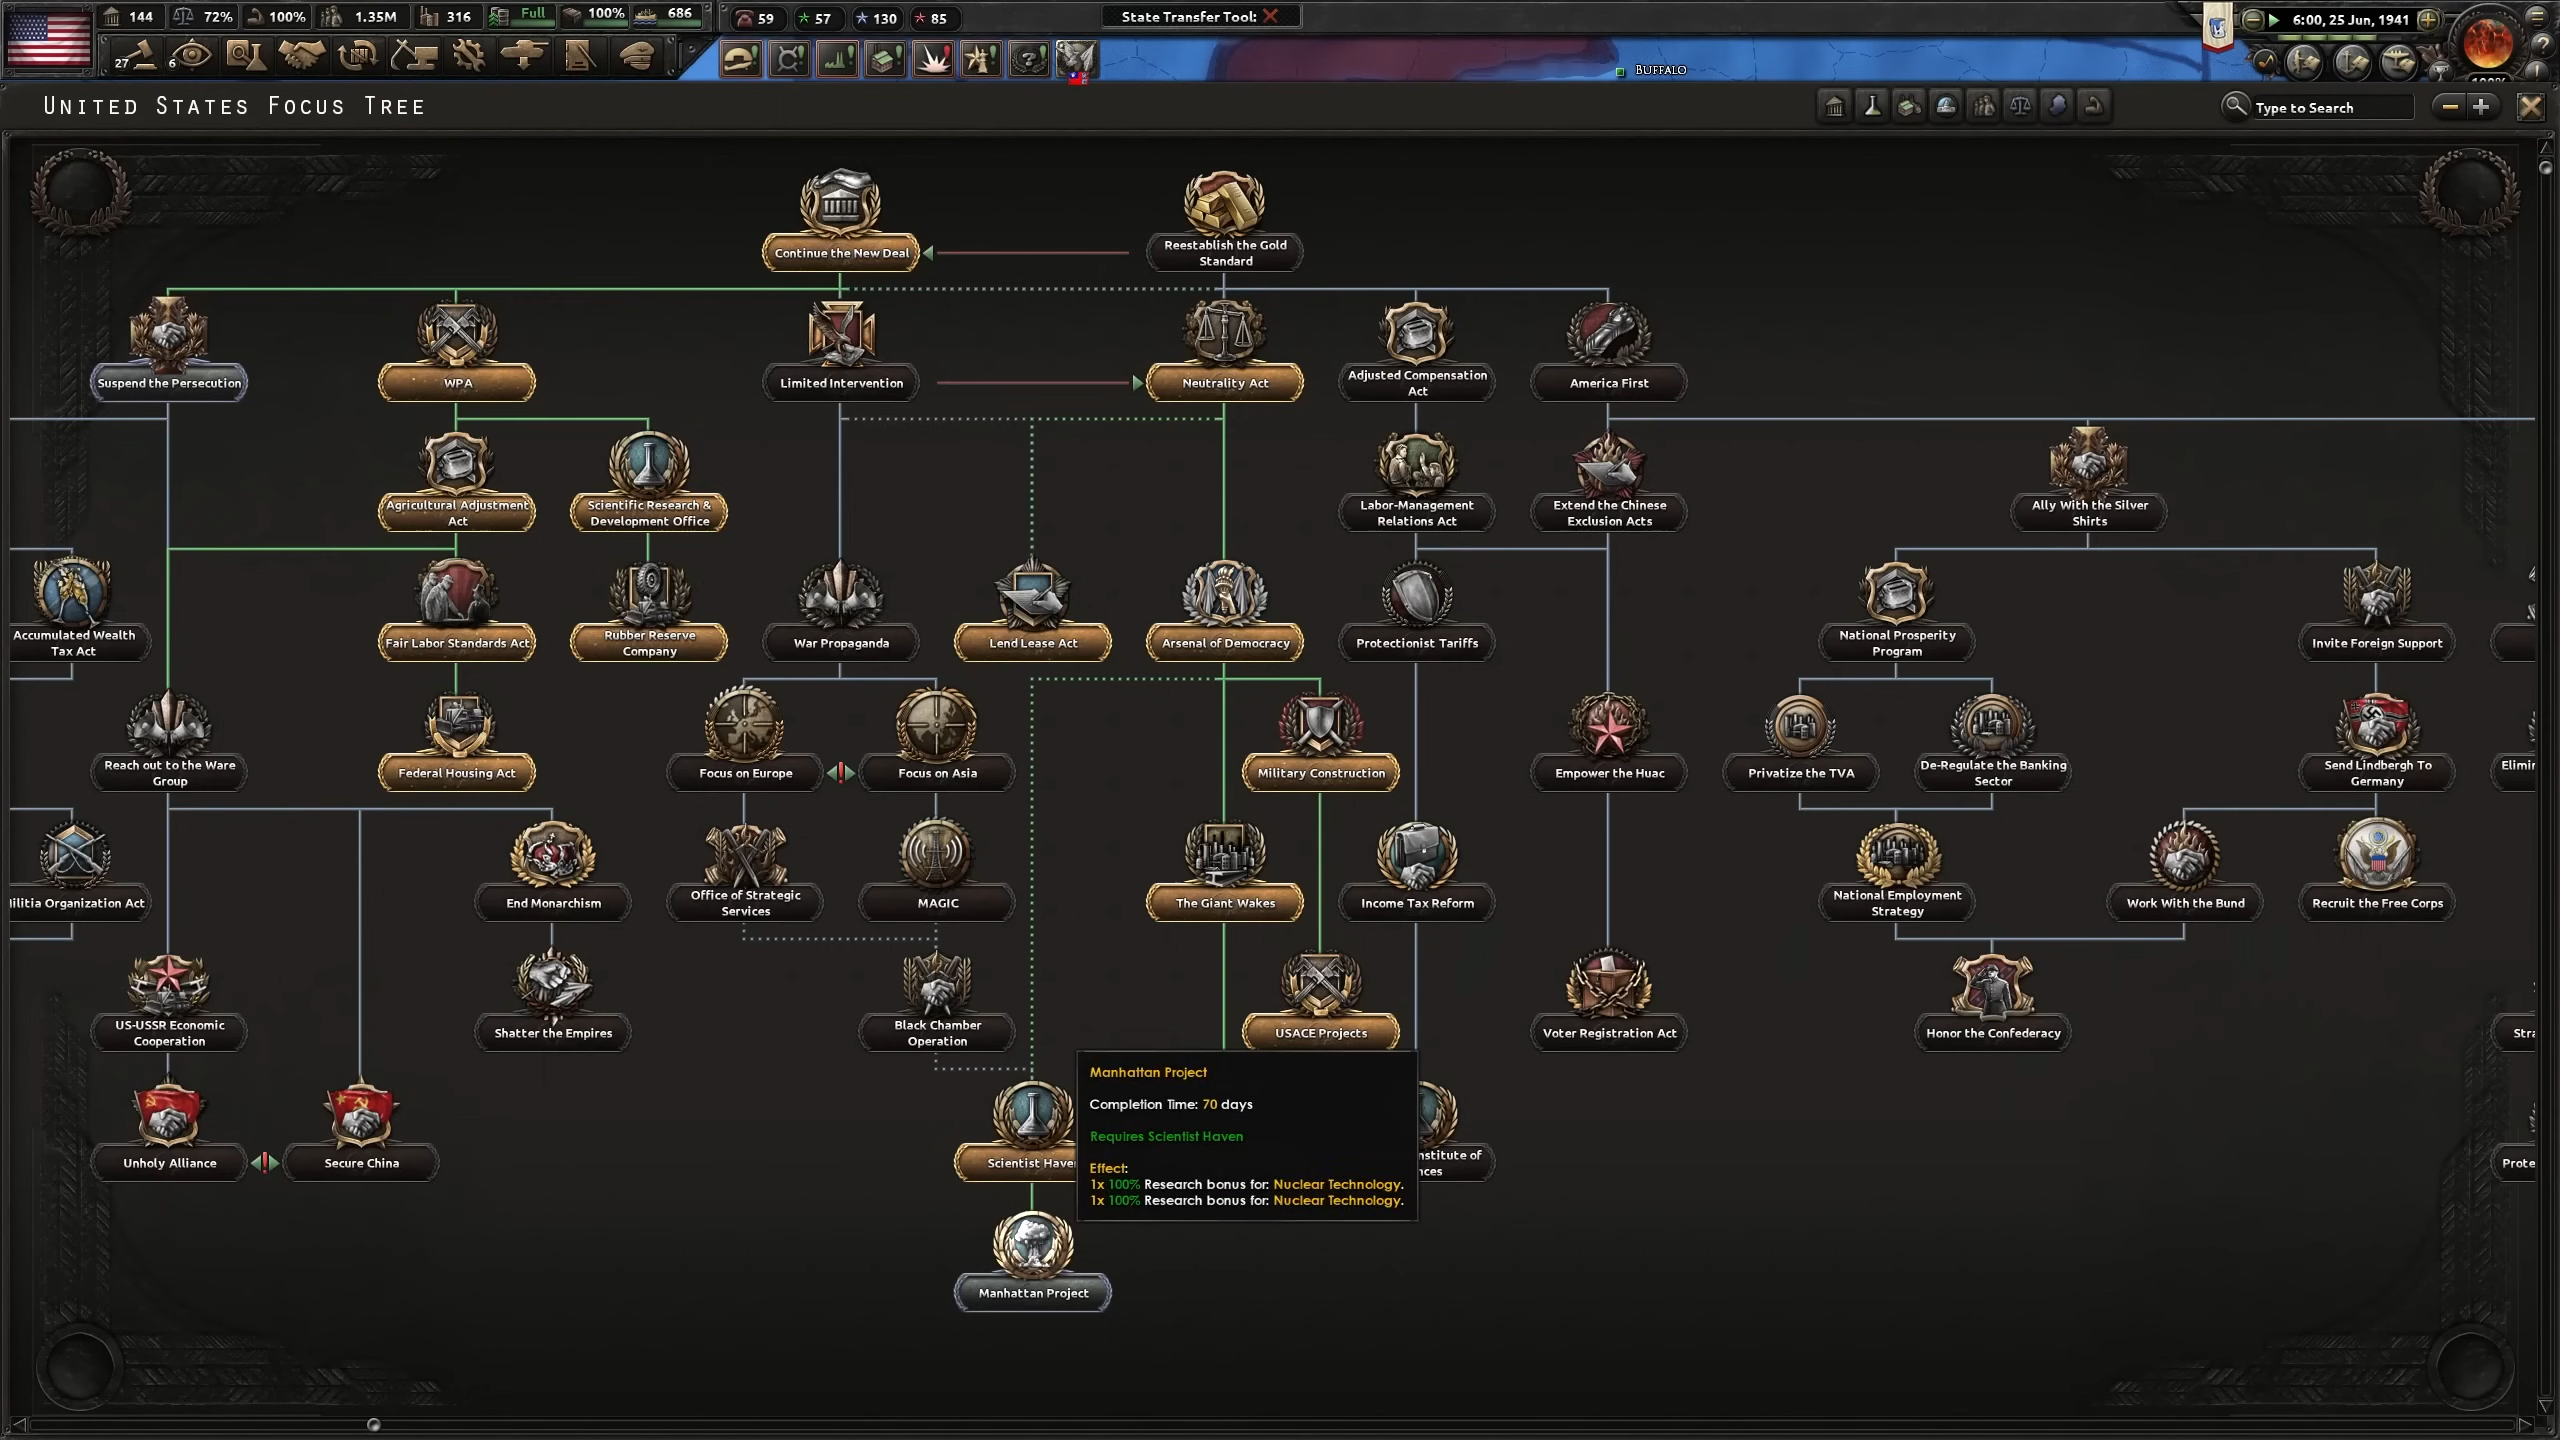 144 72% 100% 1.35M 316 Full 100% 686 59 57 130 85
State Transfer Tool:
6:00, 25 Jun, 1941
27
6
BUFFALO
United States Focus Tree
Type to Search
Continue the New Deal
Reestablish the Gold
Standard
Suspend the Persecution
WPA
Limited Intervention
Neutrality Act
Adjusted Compensation
Act
America First
Agricultural Adjustment
Act
Scientific Research &
Development Office
Labor-Management
Relations Act
Extend the Chinese
Exclusion Acts
Ally With the Silver
Shirts
Accumulated Wealth
Tax Act
Fair Labor Standards Act
Rubber Reserve
Company
War Propaganda
Lend Lease Act
Arsenal of Democracy
Protectionist Tariffs
National Prosperity
Program
Invite Foreign Support
Reach out to the Ware
Group
Federal Housing Act
Focus on Europe
Focus on Asia
Military Construction
Empower the Huac
Privatize the TVA
De-Regulate the Banking
Sector
Send Lindbergh To
Germany
Elimin
ilitia Organization Act
End Monarchism
Office of Strategic
Services
MAGIC
The Giant Wakes
Income Tax Reform
National Employment
Strategy
Work With the Bund
Recruit the Free Corps
US-USSR Economic
Cooperation
Shatter the Empires
Black Chamber
Operation
USACE Projects
Voter Registration Act
Honor the Confederacy
Stra
Unholy Alliance
Secure China
Scientist Haven
nstitute of
nces
Prote
Manhattan Project
Completion Time: 70 days
Requires Scientist Haven
Effect:
1x 100% Research bonus for: Nuclear Technology.
1x 100% Research bonus for: Nuclear Technology.
Manhattan Project